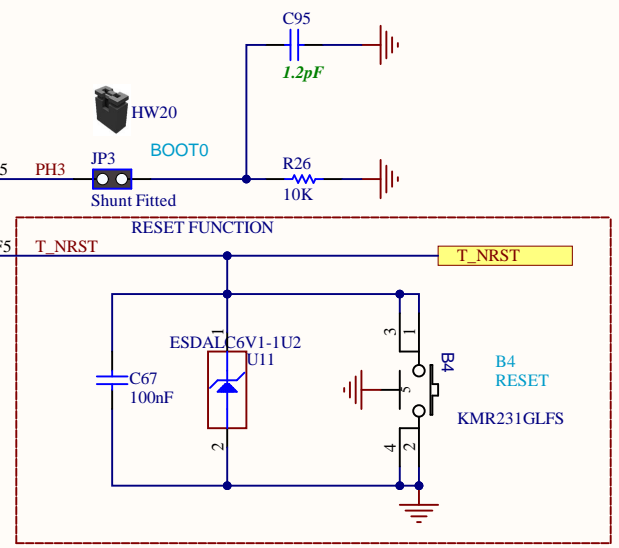 C95
1.2pF
HW20
BOOT0
JP3
5
PH3
R26
10K
Shunt Fitted
RESET FUNCTION
F5
T_NRST
T_NRST
1
3
1
ESDALC6V1-1U2
U11
B4
B4
RESET
C67
100nF
5
KMR231GLFS
2
4
2